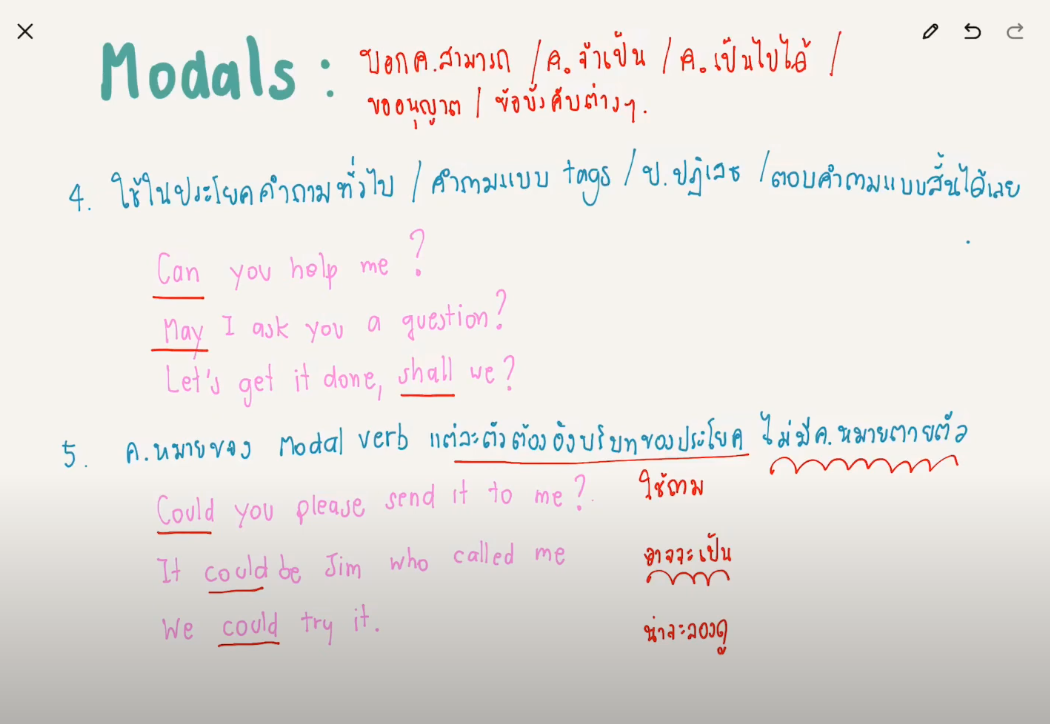 Modals : บอกค.สามารถ / ค.จำเป็น / ค.เป็นไปได้ /
ขออนุญาต / ข้อบังคับต่างๆ.
4. ใช้ในประโยคคำถามทั่วไป / คำถามแบบ tags / ป.ปฏิเสธ / ตอบคำถามแบบสั้นได้เลย
Can you help me ?
May I ask you a question?
Let's get it done, shall we?
5. ค.หมายของ Modal verb แต่ละตัวต้องอิงบริบทของประโยค ไม่มีค.หมายตายตัว
Could you please send it to me ? ใช้ถาม
It could be Jim who called me อาจจะเป็น
We could try it. น่าจะลองดู